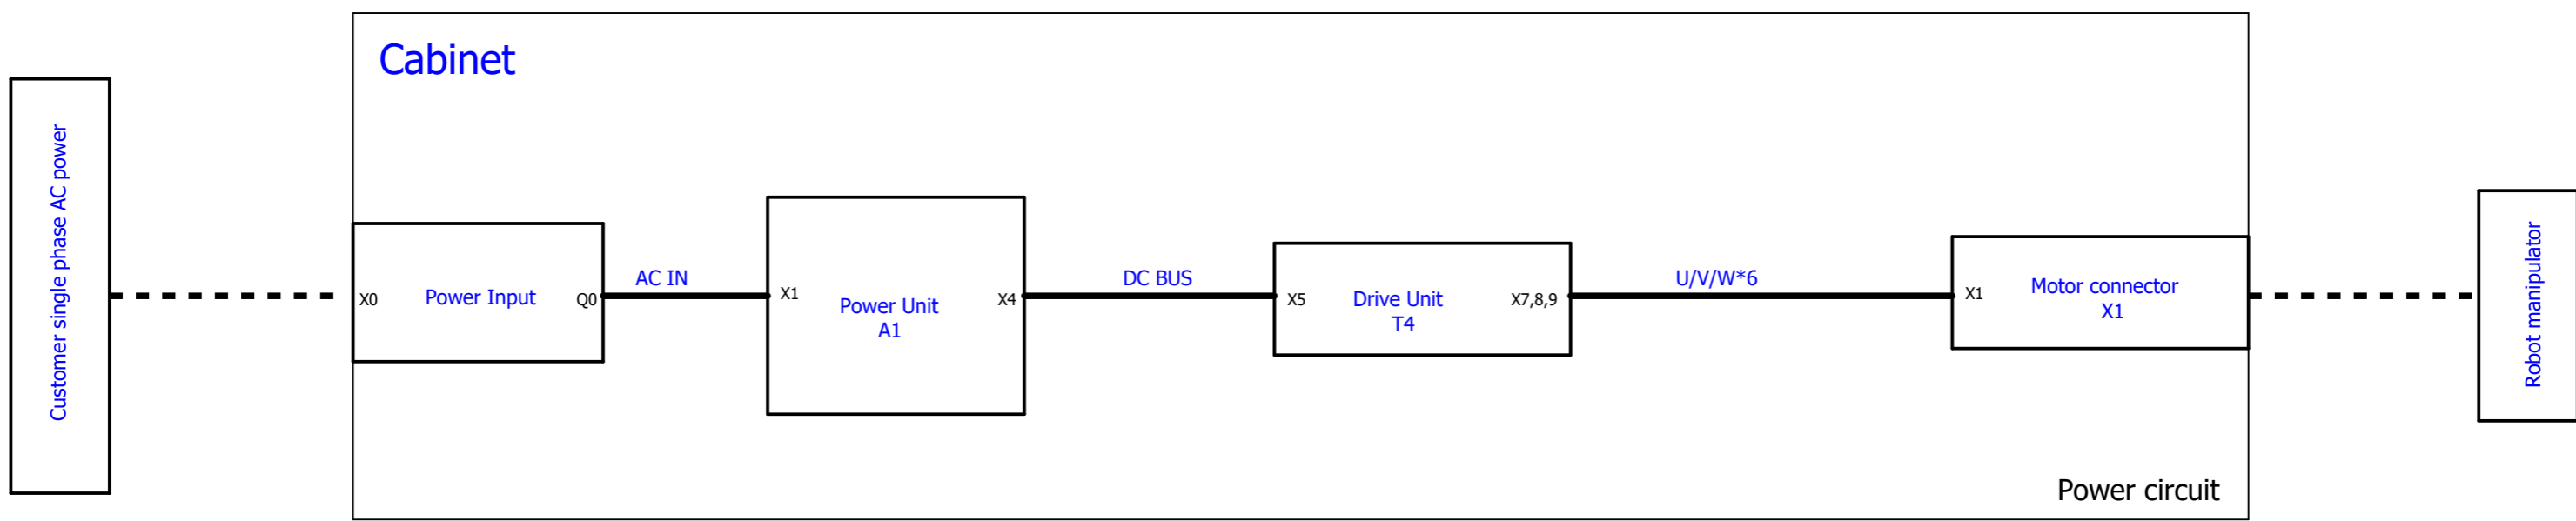 Cabinet
Customer single phase AC power
X0
Power Input
Q0
AC IN
X1
Power Unit
A1
X4
DC BUS
X5
Drive Unit
T4
X7,8,9
U/V/W*6
X1
Motor connector
X1
Robot manipulator
Power circuit